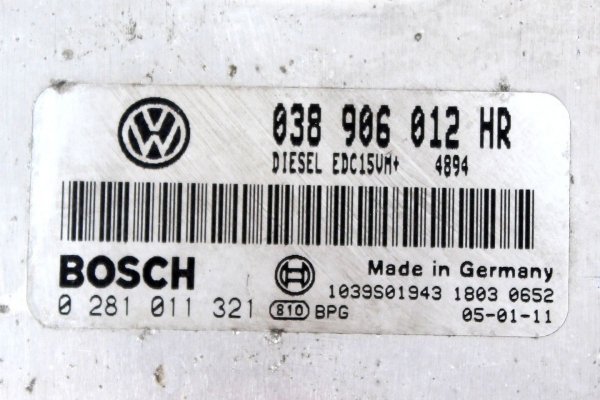 038 906 012 HR
DIESEL EDC15VM+ 4894
BOSCH
Made in Germany
0 281 011 321
1039S01943 1803 0652
810 BPG
05-01-11